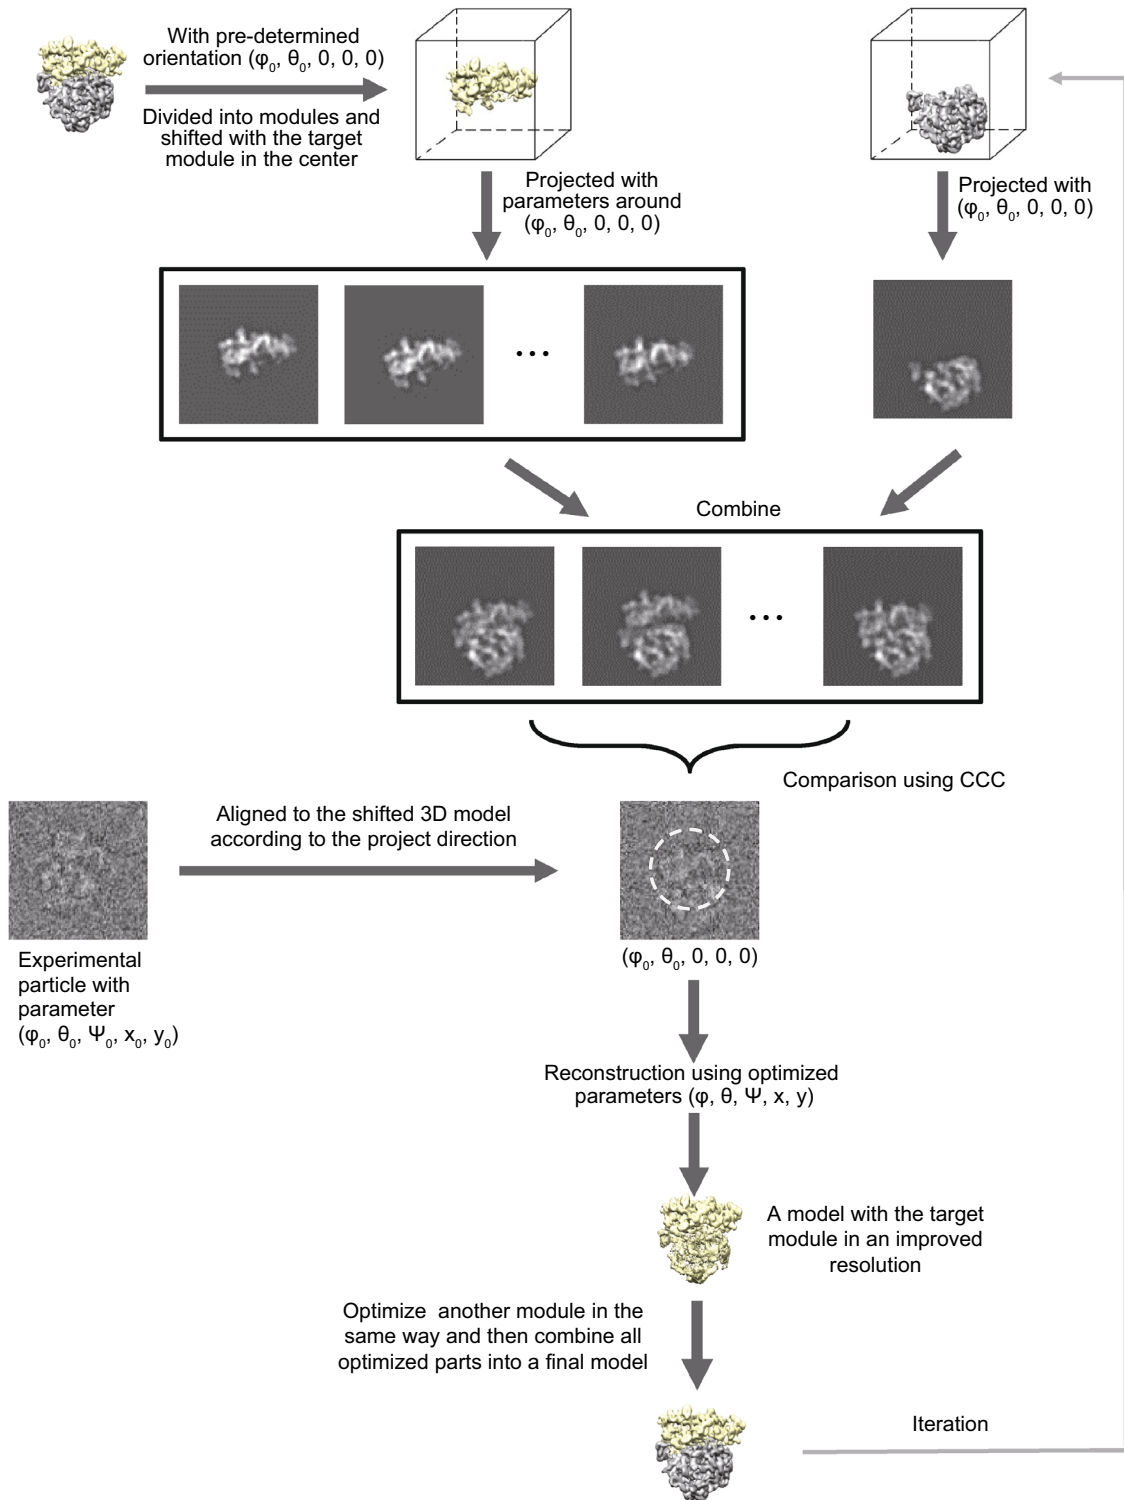 With pre-determined
orientation (φ₀, θ₀, 0, 0, 0)
Divided into modules and
shifted with the target
module in the center
Projected with
parameters around
(φ₀, θ₀, 0, 0, 0)
Projected with
(φ₀, θ₀, 0, 0, 0)
...
Combine
...
Comparison using CCC
Aligned to the shifted 3D model
according to the project direction
Experimental
particle with
parameter
(φ₀, θ₀, Ψ₀, x₀, y₀)
(φ₀, θ₀, 0, 0, 0)
Reconstruction using optimized
parameters (φ, θ, Ψ, x, y)
A model with the target
module in an improved
resolution
Optimize another module in the
same way and then combine all
optimized parts into a final model
Iteration